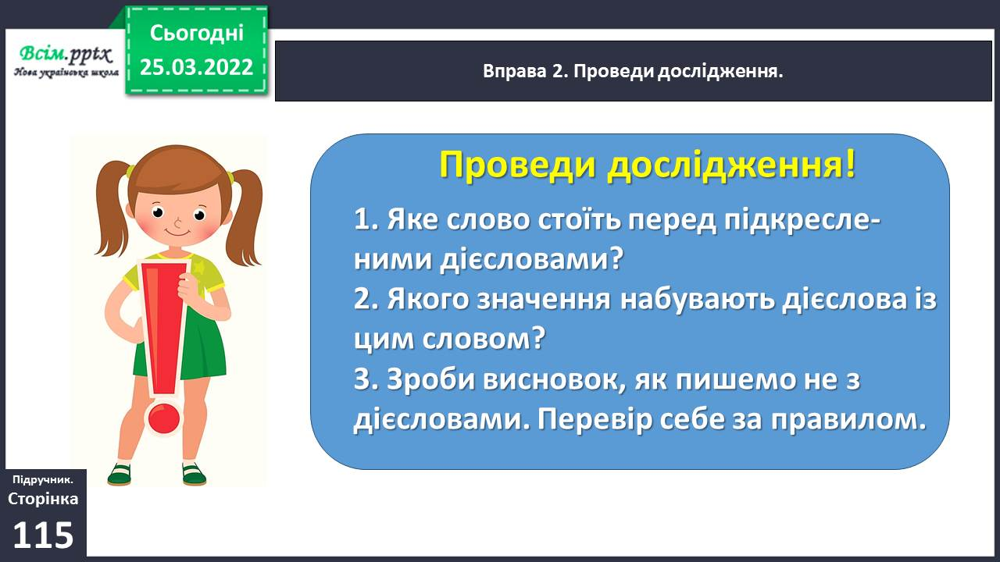 Всім.pptx
Нова українська школа
Сьогодні
25.03.2022
Вправа 2. Проведи дослідження.
Проведи дослідження!
1. Яке слово стоїть перед підкресле-
ними дієсловами?
2. Якого значення набувають дієслова із
цим словом?
3. Зроби висновок, як пишемо не з
дієсловами. Перевір себе за правилом.
Підручник.
Сторінка
115